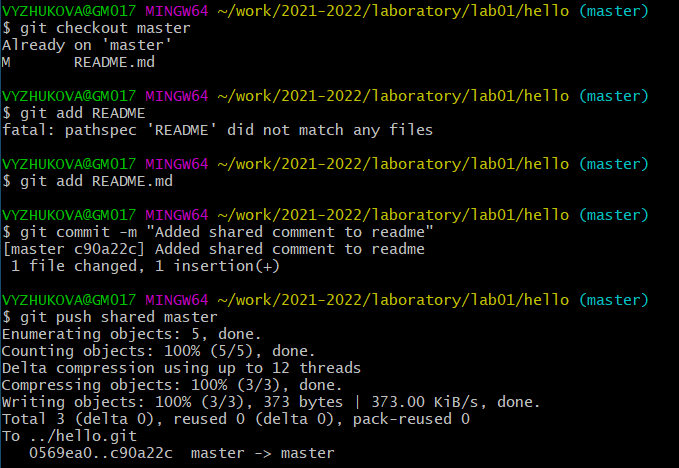 VYZHUKOVA@GM017 MINGW64 ~/work/2021-2022/laboratory/lab01/hello (master)
$ git checkout master
Already on 'master'
M       README.md
VYZHUKOVA@GM017 MINGW64 ~/work/2021-2022/laboratory/lab01/hello (master)
$ git add README
fatal: pathspec 'README' did not match any files
VYZHUKOVA@GM017 MINGW64 ~/work/2021-2022/laboratory/lab01/hello (master)
$ git add README.md
VYZHUKOVA@GM017 MINGW64 ~/work/2021-2022/laboratory/lab01/hello (master)
$ git commit -m "Added shared comment to readme"
[master c90a22c] Added shared comment to readme
 1 file changed, 1 insertion(+)
VYZHUKOVA@GM017 MINGW64 ~/work/2021-2022/laboratory/lab01/hello (master)
$ git push shared master
Enumerating objects: 5, done.
Counting objects: 100% (5/5), done.
Delta compression using up to 12 threads
Compressing objects: 100% (3/3), done.
Writing objects: 100% (3/3), 373 bytes | 373.00 KiB/s, done.
Total 3 (delta 0), reused 0 (delta 0), pack-reused 0
To ../hello.git
   0569ea0..c90a22c  master -> master